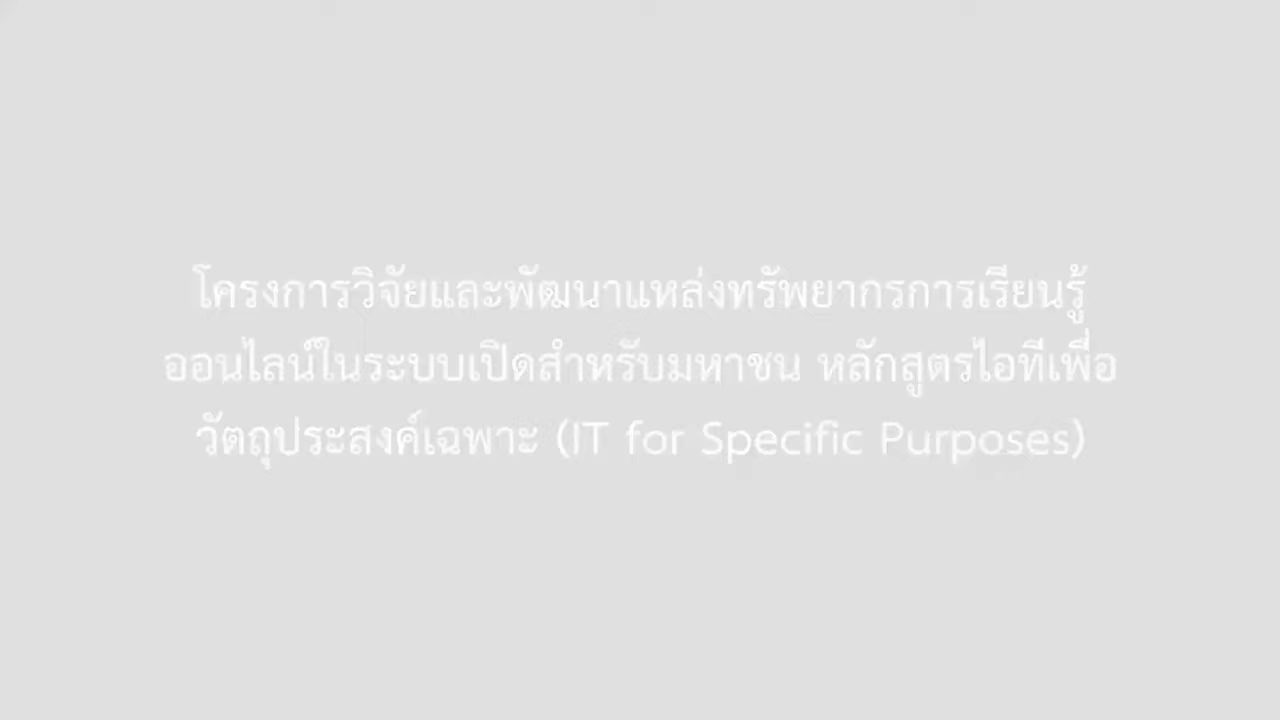 โครงการวิจัยและพัฒนาแหล่งทรัพยากรการเรียนรู้
ออนไลน์ในระบบเปิดสำหรับมหาชน หลักสูตรไอทีเพื่อ
วัตถุประสงค์เฉพาะ (IT for Specific Purposes)